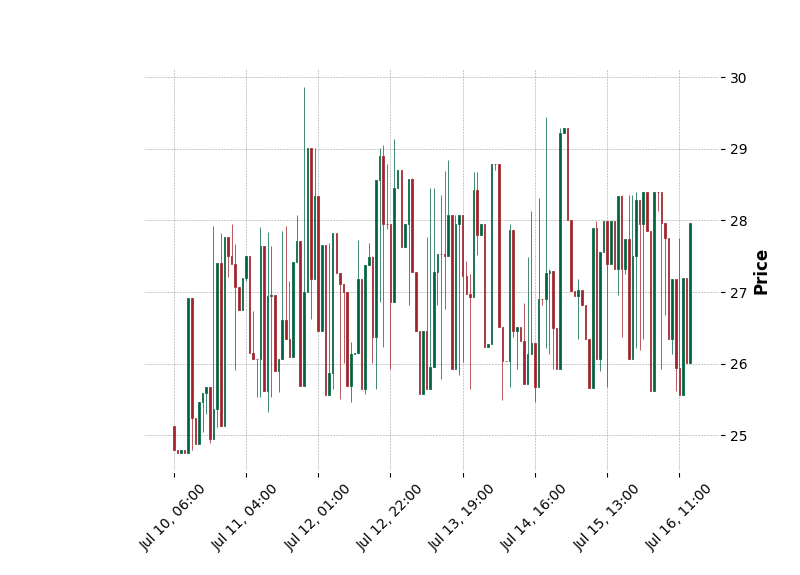 30
29
28
27
26
25
Price
Jul 10, 06:00
Jul 11, 04:00
Jul 12, 01:00
Jul 12, 22:00
Jul 13, 19:00
Jul 14, 16:00
Jul 15, 13:00
Jul 16, 11:00